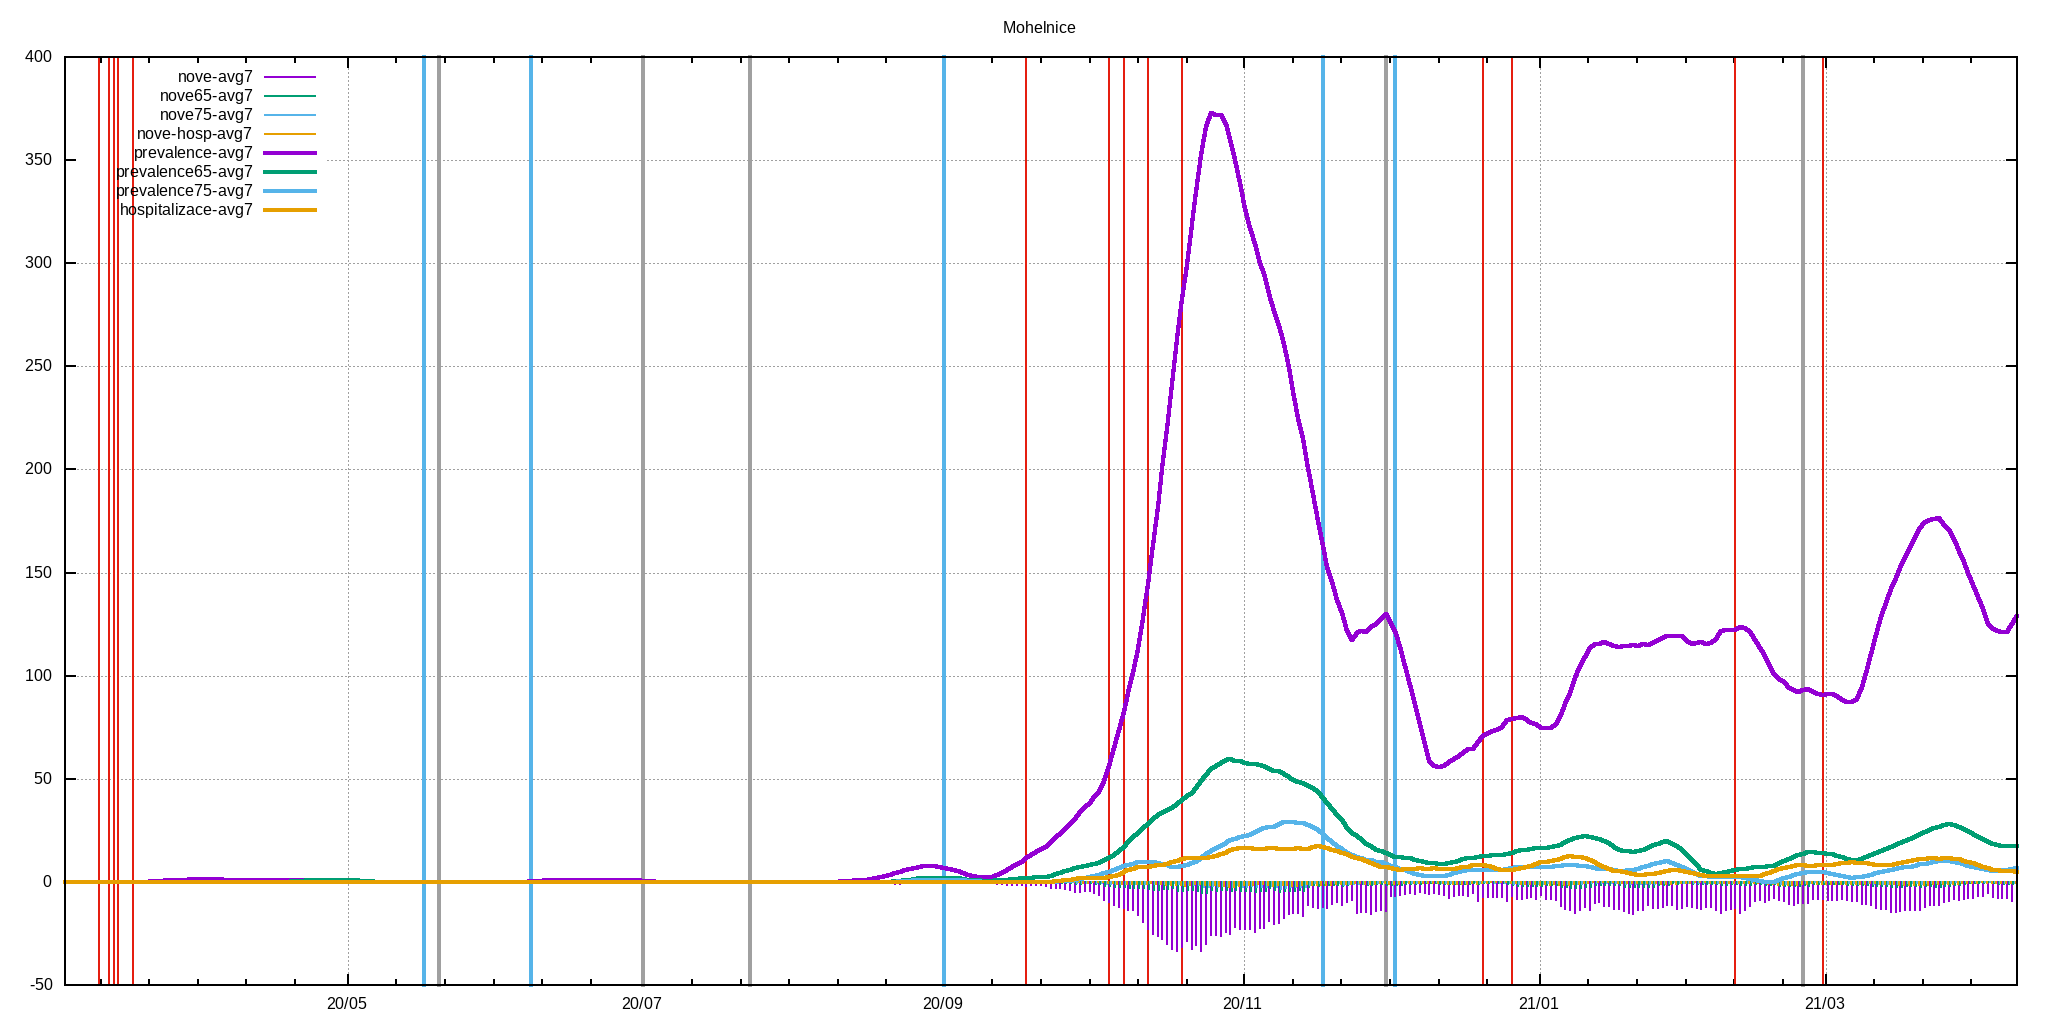 Mohelnice
400
350
300
250
200
150
100
50
0
-50
nove-avg7
nove65-avg7
nove75-avg7
nove-hosp-avg7
prevalence-avg7
prevalence65-avg7
prevalence75-avg7
hospitalizace-avg7
20/05 20/07 20/09 20/11 21/01 21/03